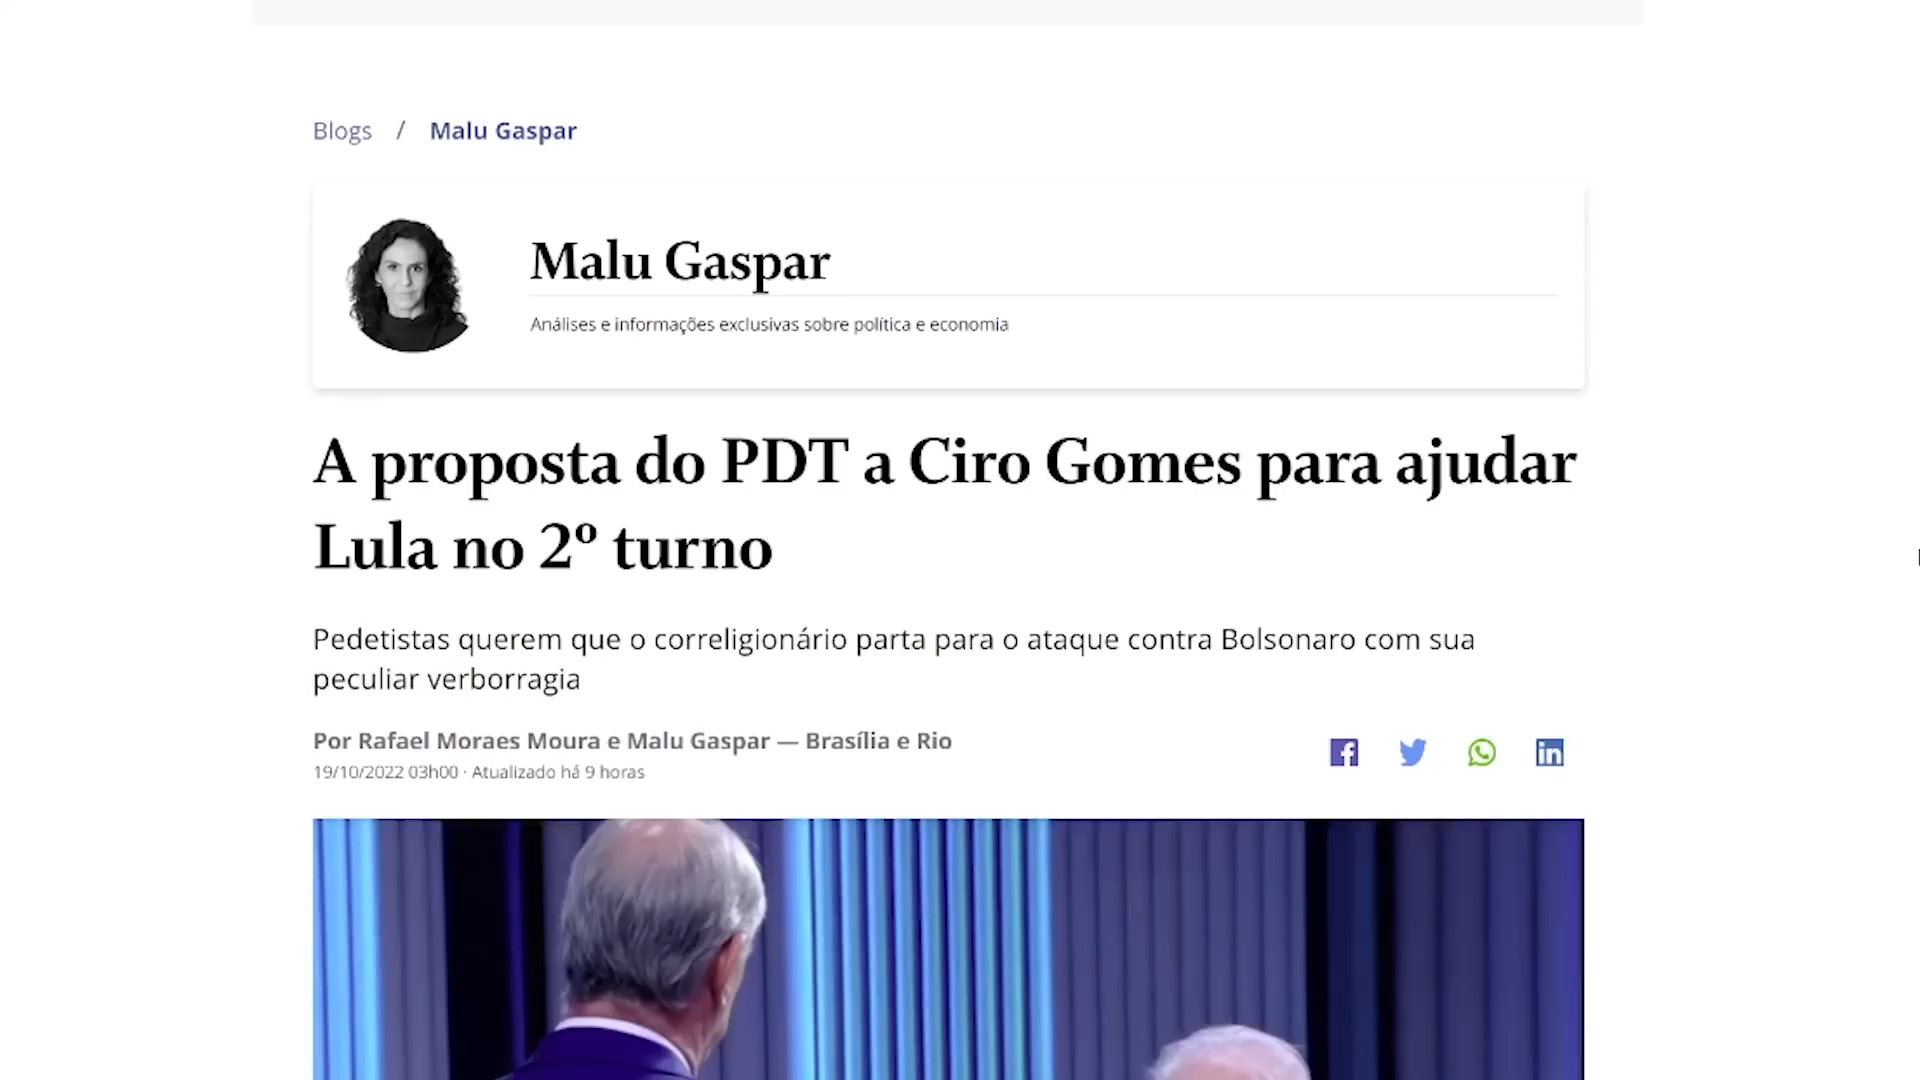 Blogs / Malu Gaspar
Malu Gaspar
Análises e informações exclusivas sobre política e economia
A proposta do PDT a Ciro Gomes para ajudar
Lula no 2º turno
Pedetistas querem que o correligionário parta para o ataque contra Bolsonaro com sua
peculiar verborragia
Por Rafael Moraes Moura e Malu Gaspar — Brasília e Rio
19/10/2022 03h00 · Atualizado há 9 horas